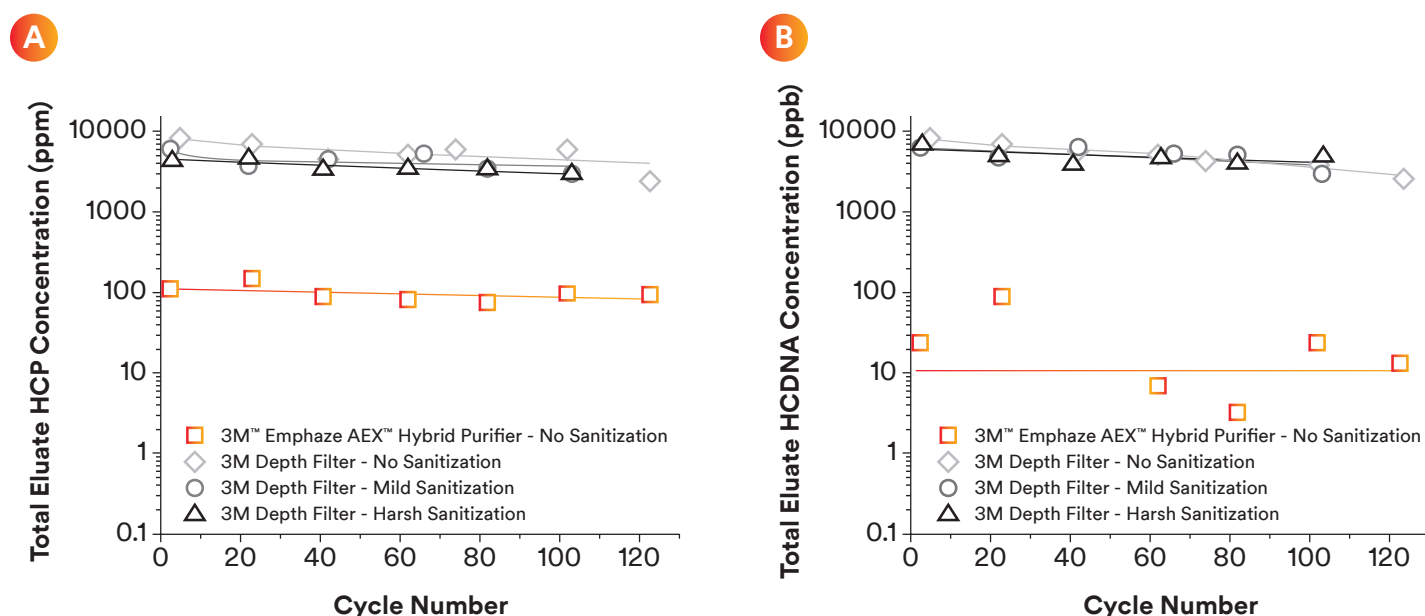 A
Total Eluate HCP Concentration (ppm)
10000
1000
100
10
1
0.1
3M™ Emphaze AEX™ Hybrid Purifier - No Sanitization
3M Depth Filter - No Sanitization
3M Depth Filter - Mild Sanitization
3M Depth Filter - Harsh Sanitization
0 20 40 60 80 100 120
Cycle Number
B
Total Eluate HCDNA Concentration (ppb)
10000
1000
100
10
1
0.1
3M™ Emphaze AEX™ Hybrid Purifier - No Sanitization
3M Depth Filter - No Sanitization
3M Depth Filter - Mild Sanitization
3M Depth Filter - Harsh Sanitization
0 20 40 60 80 100 120
Cycle Number